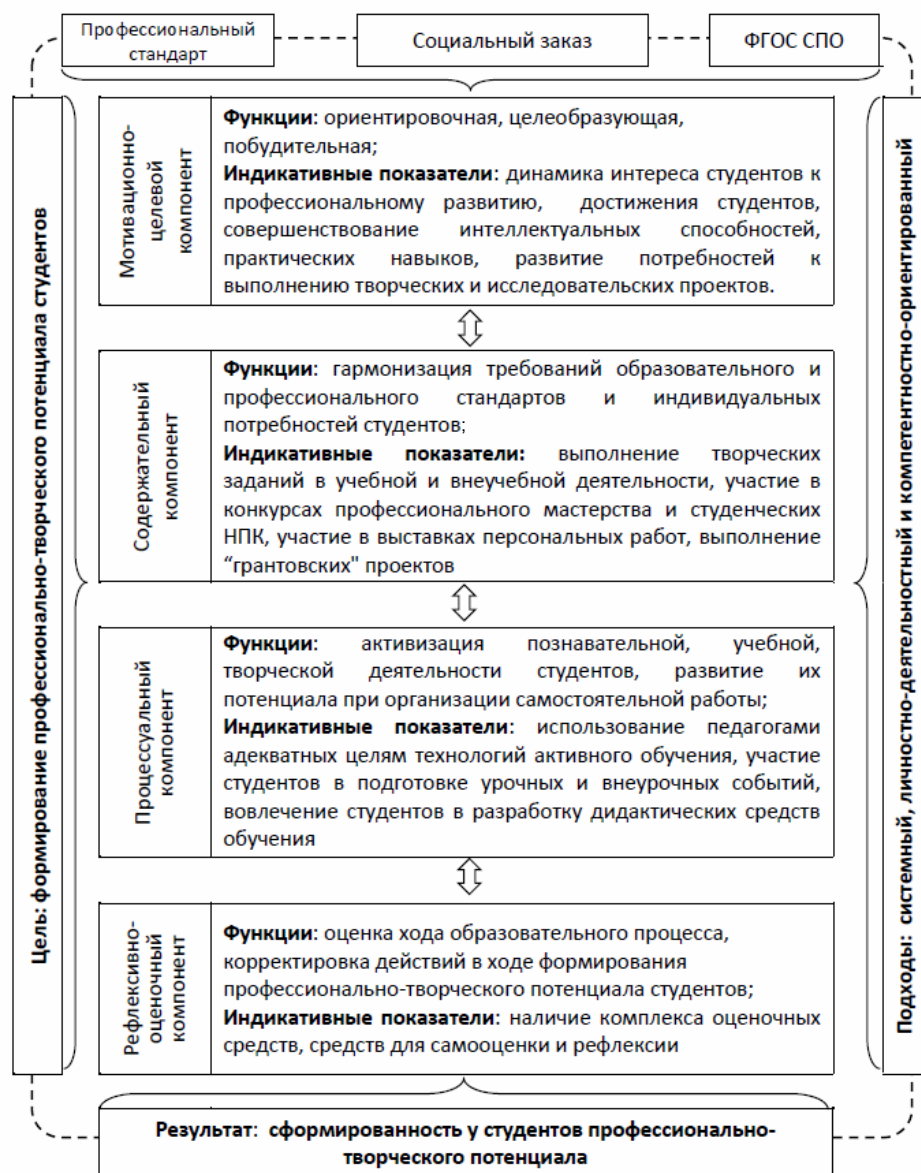 Профессиональный
стандарт
Социальный заказ
ФГОС СПО
Цель: формирование профессионально-творческого потенциала студентов
Мотивационно-
целевой
компонент
Функции: ориентировочная, целеобразующая,
побудительная;
Индикативные показатели: динамика интереса студентов к
профессиональному развитию, достижения студентов,
совершенствование интеллектуальных способностей,
практических навыков, развитие потребностей к
выполнению творческих и исследовательских проектов.
Содержательный
компонент
Функции: гармонизация требований образовательного и
профессионального стандартов и индивидуальных
потребностей студентов;
Индикативные показатели: выполнение творческих
заданий в учебной и внеучебной деятельности, участие в
конкурсах профессионального мастерства и студенческих
НПК, участие в выставках персональных работ, выполнение
“грантовских" проектов
Процессуальный
компонент
Функции: активизация познавательной, учебной,
творческой деятельности студентов, развитие их
потенциала при организации самостоятельной работы;
Индикативные показатели: использование педагогами
адекватных целям технологий активного обучения, участие
студентов в подготовке урочных и внеурочных событий,
вовлечение студентов в разработку дидактических средств
обучения
Рефлексивно-
оценочный
компонент
Функции: оценка хода образовательного процесса,
корректировка действий в ходе формирования
профессионально-творческого потенциала студентов;
Индикативные показатели: наличие комплекса оценочных
средств, средств для самооценки и рефлексии
Подходы: системный, личностно-деятельностный и компетентностно-ориентированный
Результат: сформированность у студентов профессионально-
творческого потенциала